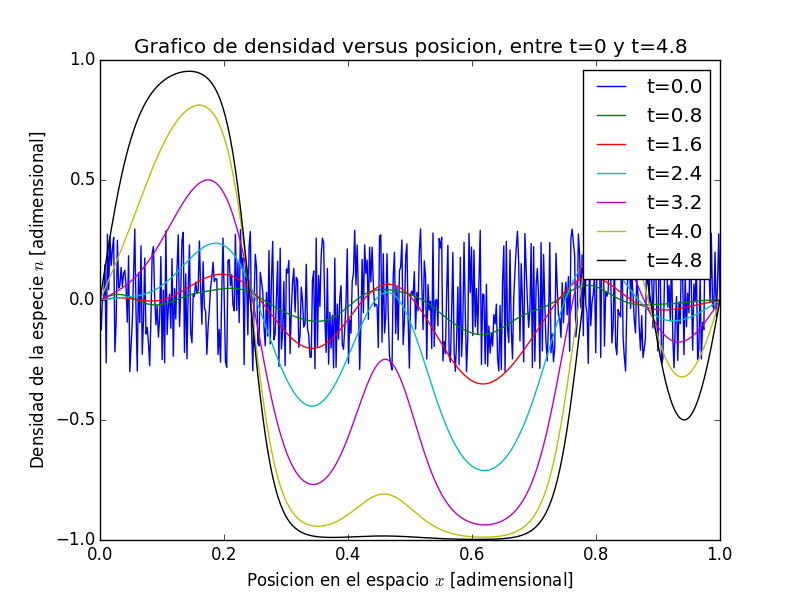 Grafico de densidad versus posicion, entre t=0 y t=4.8
1.0
0.5
0.0
−0.5
−1.0
Densidad de la especie n [adimensional]
t=0.0
t=0.8
t=1.6
t=2.4
t=3.2
t=4.0
t=4.8
0.0 0.2 0.4 0.6 0.8 1.0
Posicion en el espacio x [adimensional]